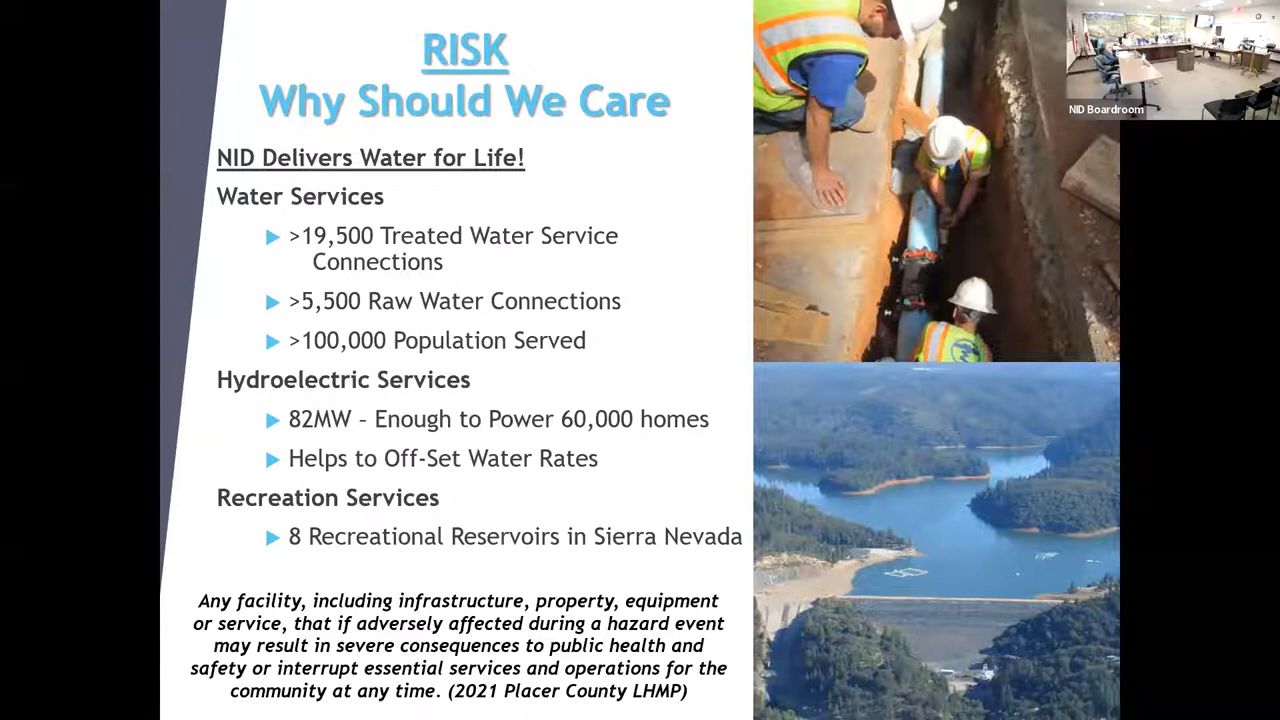 RISK
Why Should We Care
NID Delivers Water for Life!
Water Services
>19,500 Treated Water Service
Connections
>5,500 Raw Water Connections
>100,000 Population Served
Hydroelectric Services
82MW – Enough to Power 60,000 homes
Helps to Off-Set Water Rates
Recreation Services
8 Recreational Reservoirs in Sierra Nevada
Any facility, including infrastructure, property, equipment
or service, that if adversely affected during a hazard event
may result in severe consequences to public health and
safety or interrupt essential services and operations for the
community at any time. (2021 Placer County LHMP)
NID Boardroom